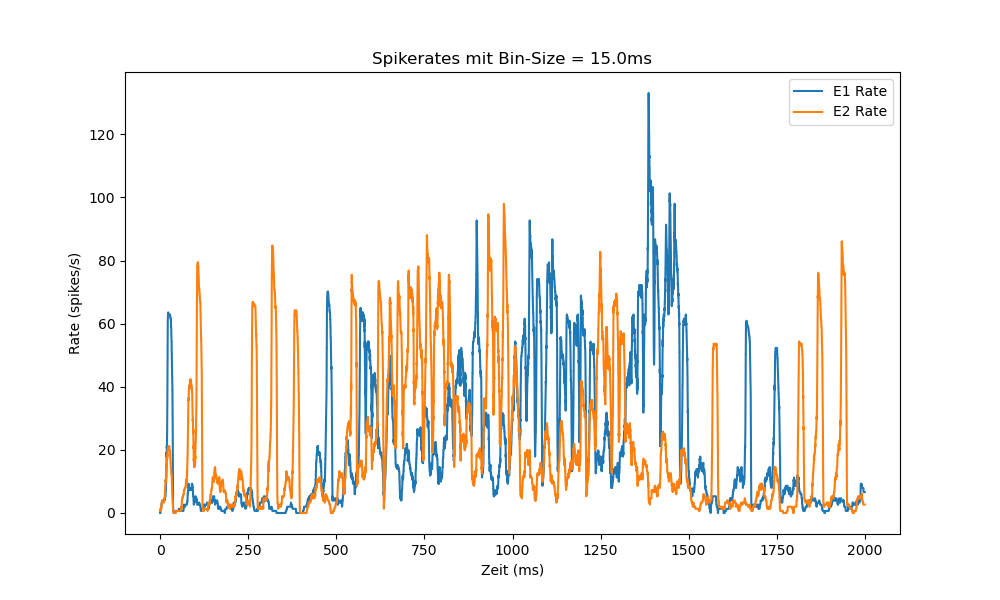 Spikerates mit Bin-Size = 15.0ms
E1 Rate
E2 Rate
120
100
80
60
40
20
0
Rate (spikes/s)
0 250 500 750 1000 1250 1500 1750 2000
Zeit (ms)